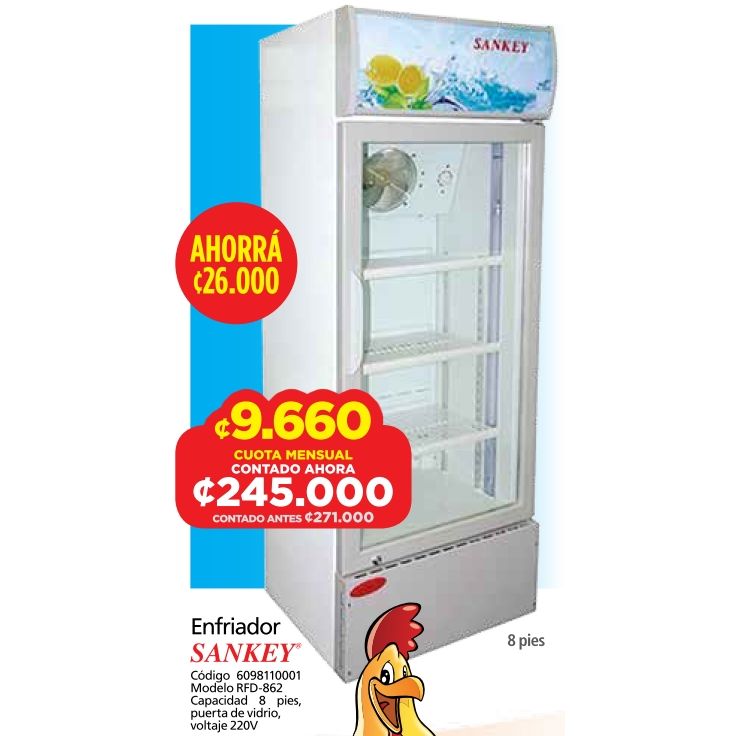 SANKEY
AHORRÁ
¢26.000
¢9.660
CUOTA MENSUAL
CONTADO AHORA
¢245.000
CONTADO ANTES ¢271.000
Enfriador
SANKEY®
Código 6098110001
Modelo RFD-862
Capacidad 8 pies,
puerta de vidrio,
voltaje 220V
8 pies